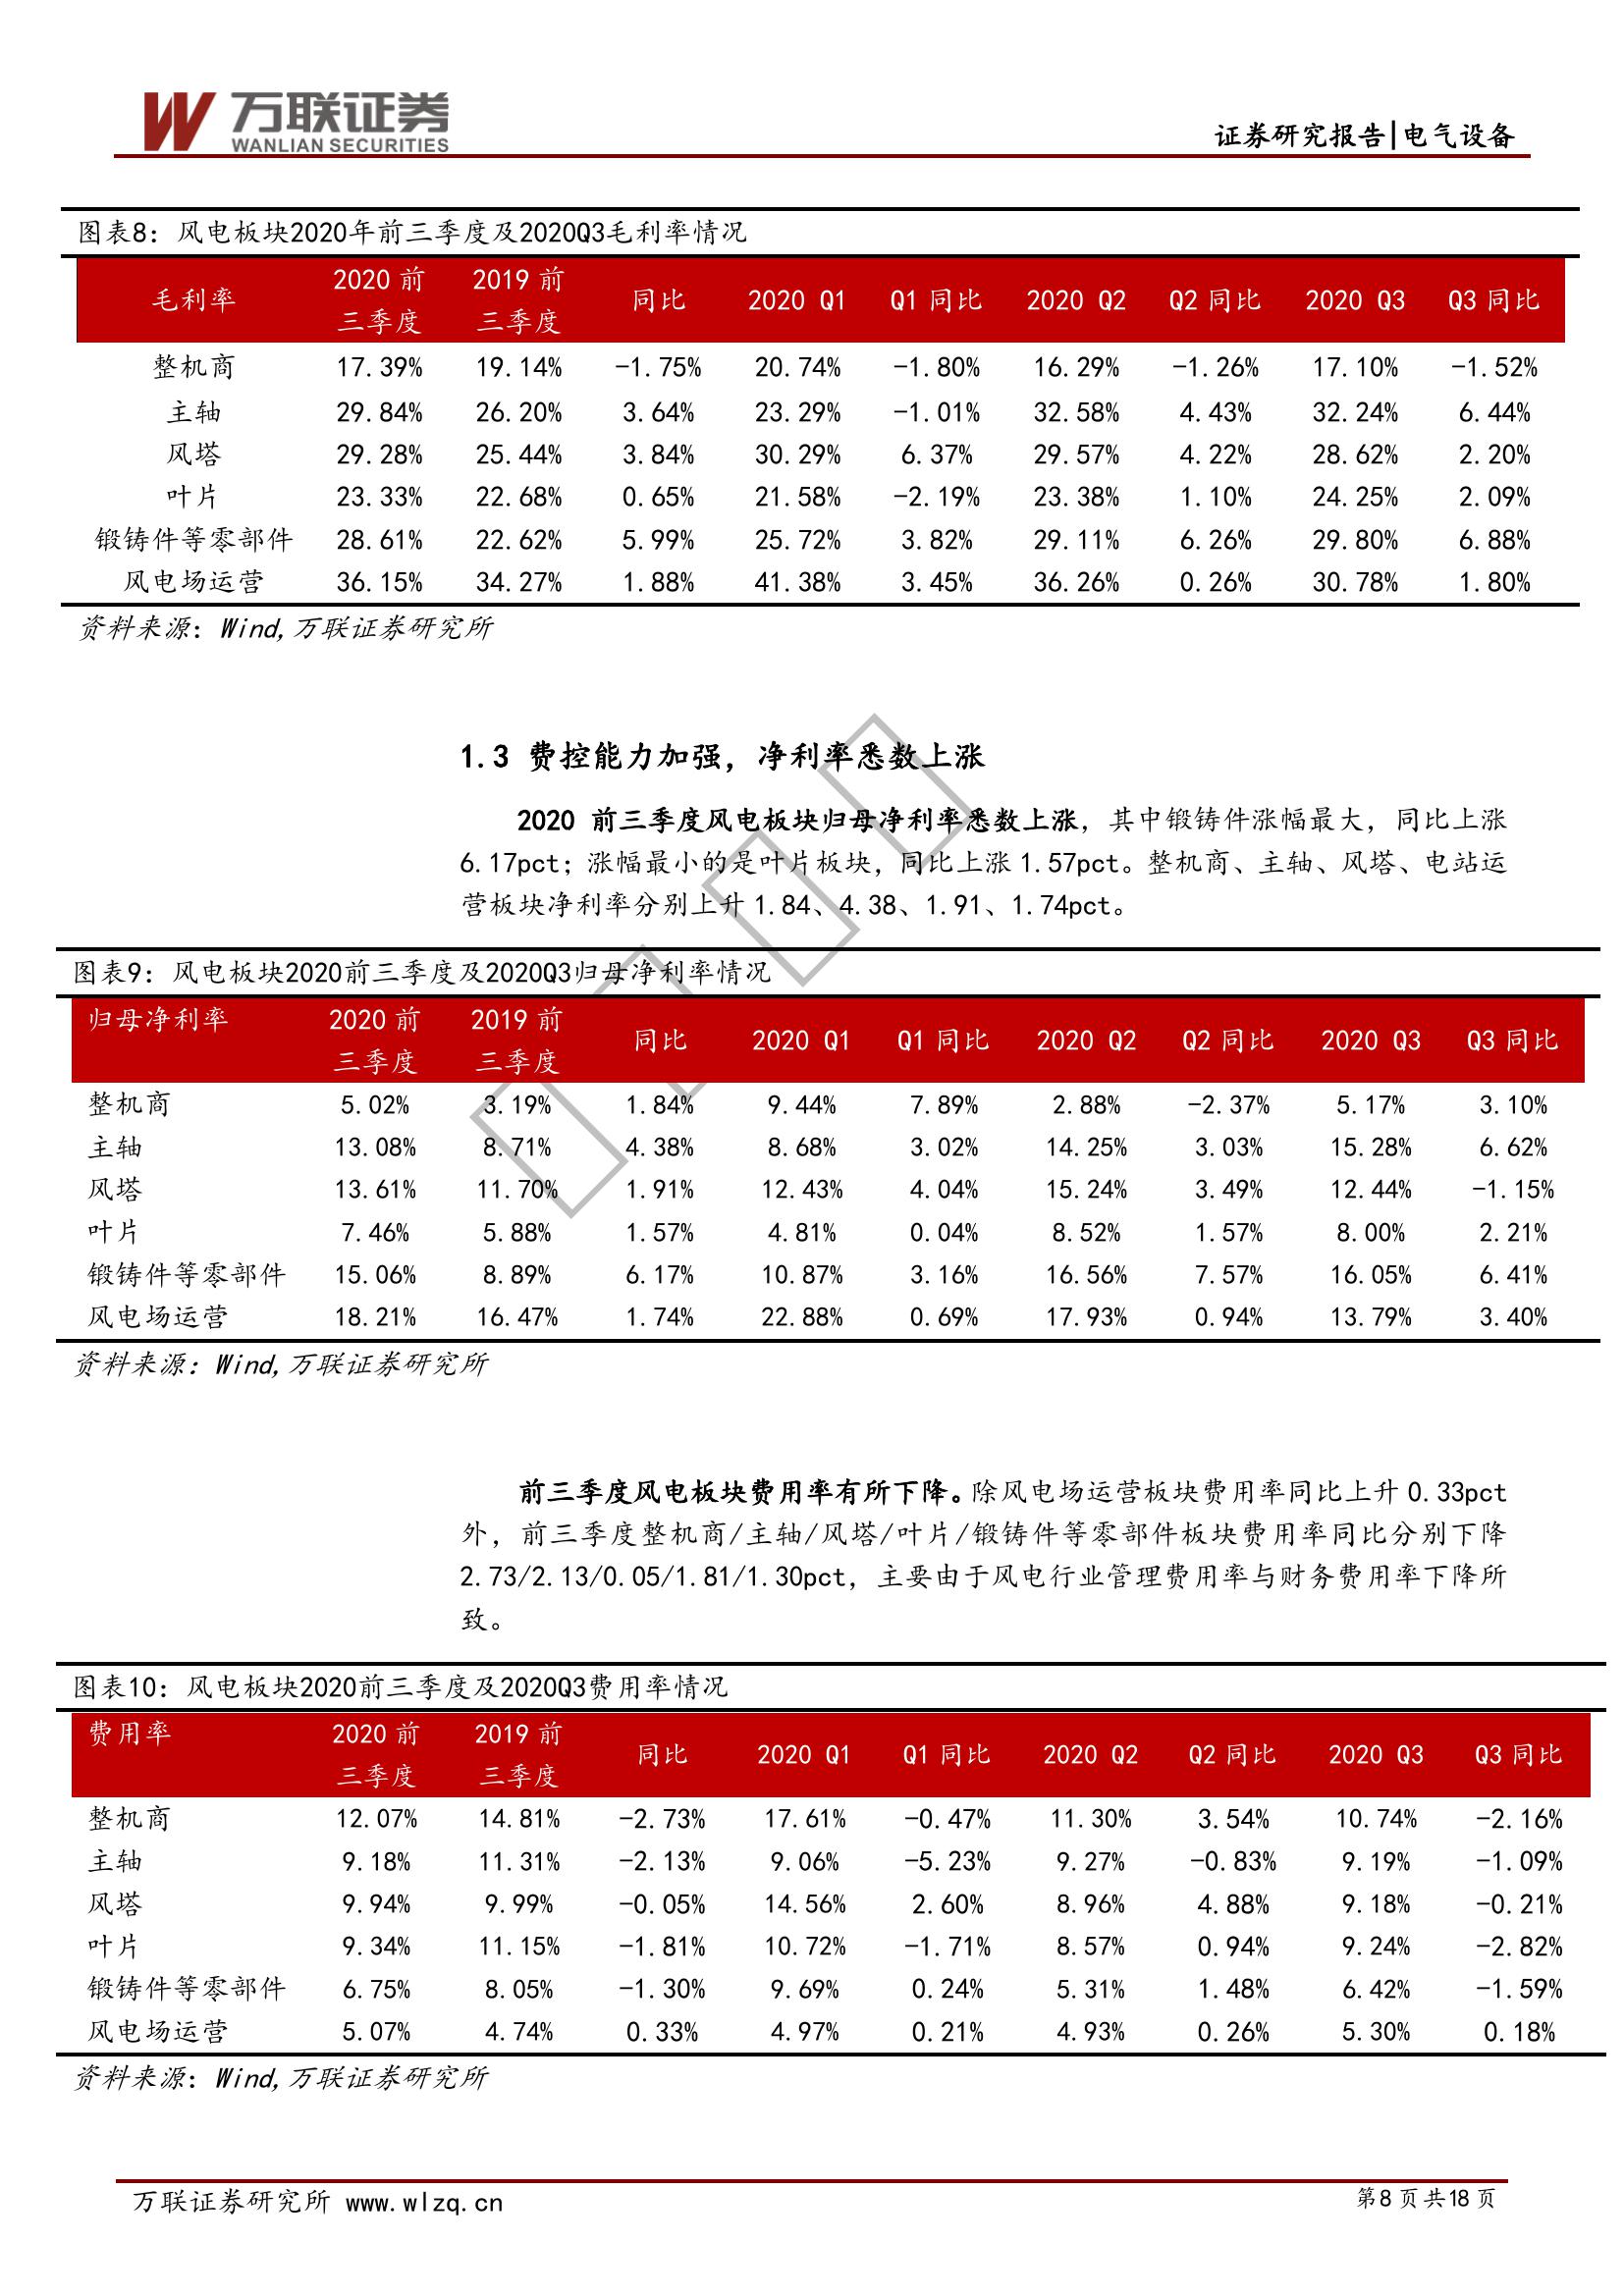 万联证券
WANLIAN SECURITIES
证券研究报告|电气设备
图表8：风电板块2020年前三季度及2020Q3毛利率情况
毛利率 2020 前三季度 2019 前三季度 同比 2020 Q1 Q1 同比 2020 Q2 Q2 同比 2020 Q3 Q3 同比
整机商 17.39% 19.14% -1.75% 20.74% -1.80% 16.29% -1.26% 17.10% -1.52%
主轴 29.84% 26.20% 3.64% 23.29% -1.01% 32.58% 4.43% 32.24% 6.44%
风塔 29.28% 25.44% 3.84% 30.29% 6.37% 29.57% 4.22% 28.62% 2.20%
叶片 23.33% 22.68% 0.65% 21.58% -2.19% 23.38% 1.10% 24.25% 2.09%
锻铸件等零部件 28.61% 22.62% 5.99% 25.72% 3.82% 29.11% 6.26% 29.80% 6.88%
风电场运营 36.15% 34.27% 1.88% 41.38% 3.45% 36.26% 0.26% 30.78% 1.80%
资料来源：Wind,万联证券研究所
1.3 费控能力加强，净利率悉数上涨
2020 前三季度风电板块归母净利率悉数上涨，其中锻铸件涨幅最大，同比上涨
6.17pct；涨幅最小的是叶片板块，同比上涨 1.57pct。整机商、主轴、风塔、电站运
营板块净利率分别上升 1.84、4.38、1.91、1.74pct。
图表9：风电板块2020前三季度及2020Q3归母净利率情况
归母净利率 2020 前三季度 2019 前三季度 同比 2020 Q1 Q1 同比 2020 Q2 Q2 同比 2020 Q3 Q3 同比
整机商 5.02% 3.19% 1.84% 9.44% 7.89% 2.88% -2.37% 5.17% 3.10%
主轴 13.08% 8.71% 4.38% 8.68% 3.02% 14.25% 3.03% 15.28% 6.62%
风塔 13.61% 11.70% 1.91% 12.43% 4.04% 15.24% 3.49% 12.44% -1.15%
叶片 7.46% 5.88% 1.57% 4.81% 0.04% 8.52% 1.57% 8.00% 2.21%
锻铸件等零部件 15.06% 8.89% 6.17% 10.87% 3.16% 16.56% 7.57% 16.05% 6.41%
风电场运营 18.21% 16.47% 1.74% 22.88% 0.69% 17.93% 0.94% 13.79% 3.40%
资料来源：Wind,万联证券研究所
前三季度风电板块费用率有所下降。除风电场运营板块费用率同比上升 0.33pct
外，前三季度整机商/主轴/风塔/叶片/锻铸件等零部件板块费用率同比分别下降
2.73/2.13/0.05/1.81/1.30pct，主要由于风电行业管理费用率与财务费用率下降所
致。
图表10：风电板块2020前三季度及2020Q3费用率情况
费用率 2020 前三季度 2019 前三季度 同比 2020 Q1 Q1 同比 2020 Q2 Q2 同比 2020 Q3 Q3 同比
整机商 12.07% 14.81% -2.73% 17.61% -0.47% 11.30% 3.54% 10.74% -2.16%
主轴 9.18% 11.31% -2.13% 9.06% -5.23% 9.27% -0.83% 9.19% -1.09%
风塔 9.94% 9.99% -0.05% 14.56% 2.60% 8.96% 4.88% 9.18% -0.21%
叶片 9.34% 11.15% -1.81% 10.72% -1.71% 8.57% 0.94% 9.24% -2.82%
锻铸件等零部件 6.75% 8.05% -1.30% 9.69% 0.24% 5.31% 1.48% 6.42% -1.59%
风电场运营 5.07% 4.74% 0.33% 4.97% 0.21% 4.93% 0.26% 5.30% 0.18%
资料来源：Wind,万联证券研究所
万联证券研究所 www.wlzq.cn
第8页共18页